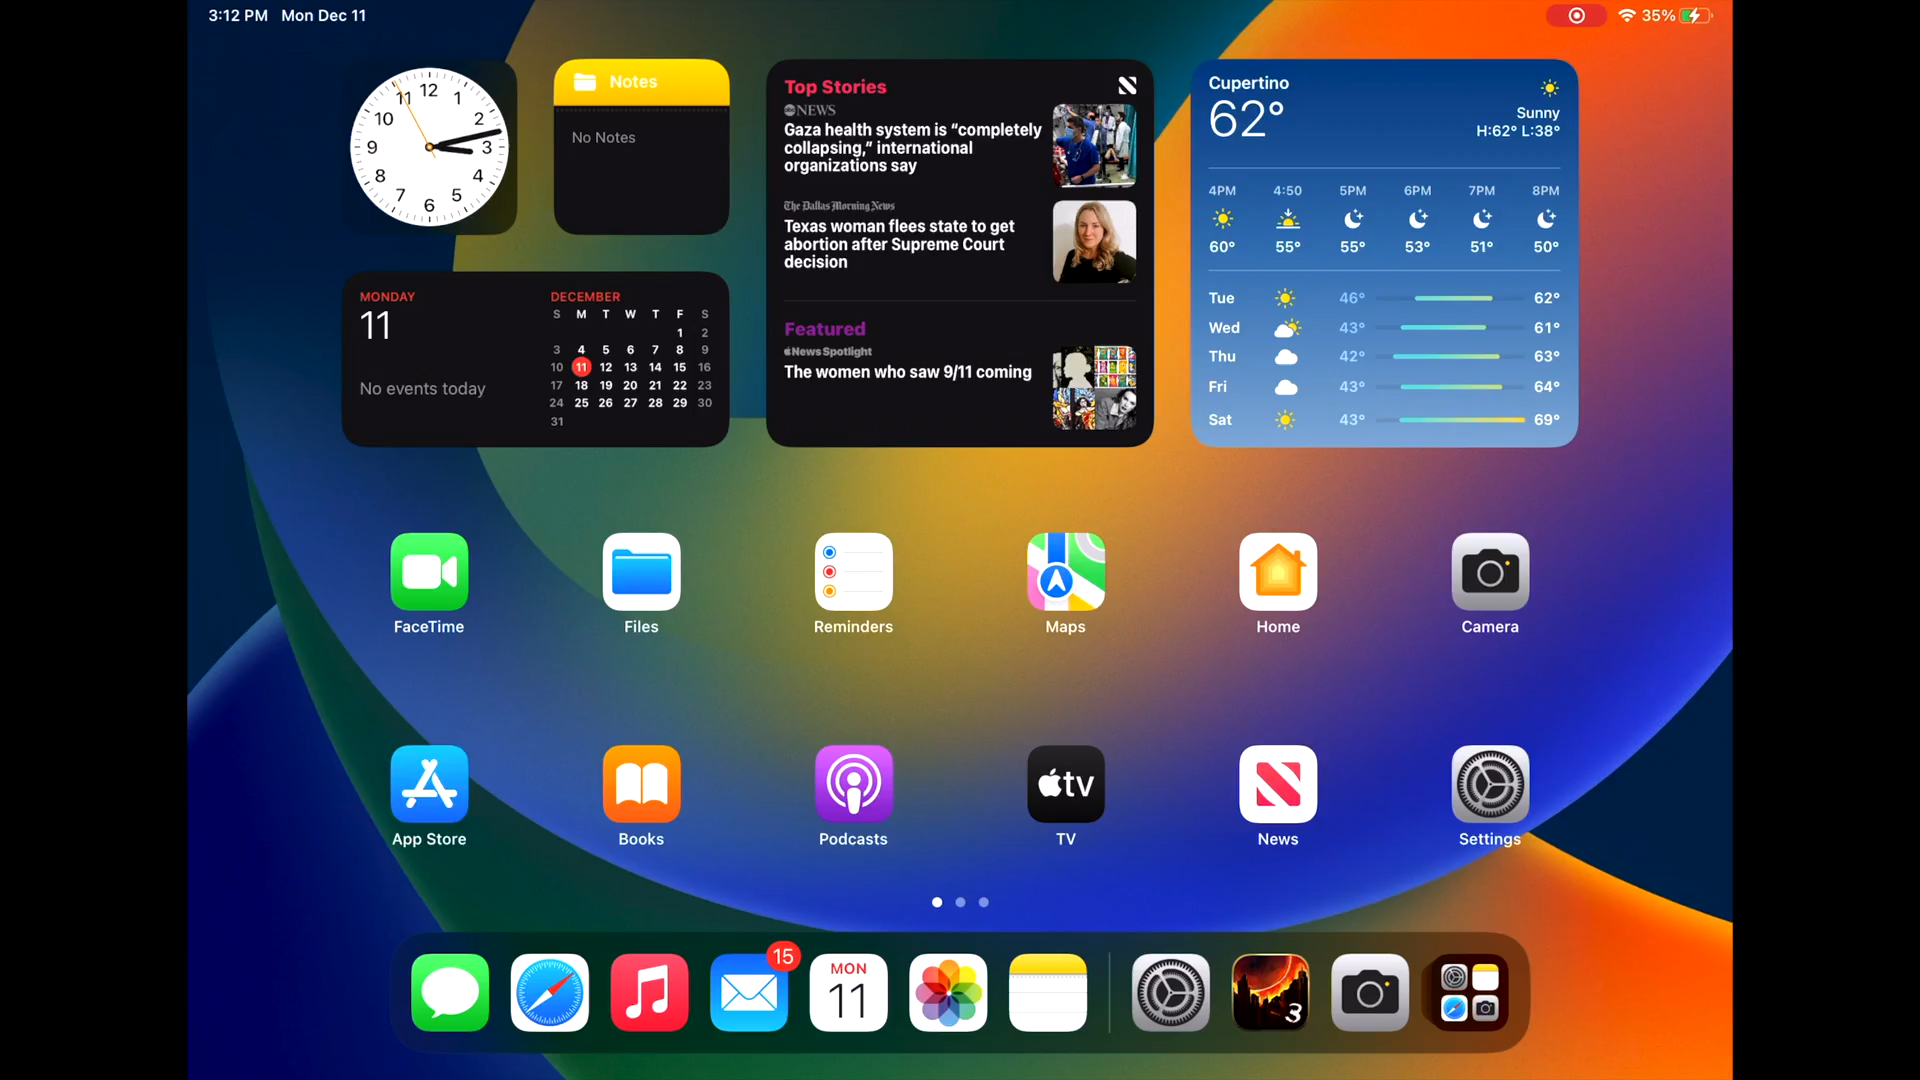 3:12 PM Mon Dec 11
35%
12
11 1
10 2
9 3
8 4
7 5
6
Notes
No Notes
Top Stories
abc NEWS
Gaza health system is “completely
collapsing,” international
organizations say
The Dallas Morning News
Texas woman flees state to get
abortion after Supreme Court
decision
Featured
News Spotlight
The women who saw 9/11 coming
Cupertino
62°
Sunny
H:62° L:38°
4PM 4:50 5PM 6PM 7PM 8PM
60° 55° 55° 53° 51° 50°
Tue 46° 62°
Wed 43° 61°
Thu 42° 63°
Fri 43° 64°
Sat 43° 69°
MONDAY
11
No events today
DECEMBER
S M T W T F S
1 2
3 4 5 6 7 8 9
10 11 12 13 14 15 16
17 18 19 20 21 22 23
24 25 26 27 28 29 30
31
FaceTime Files Reminders Maps Home Camera
tv
App Store Books Podcasts TV News Settings
15
MON
11
3